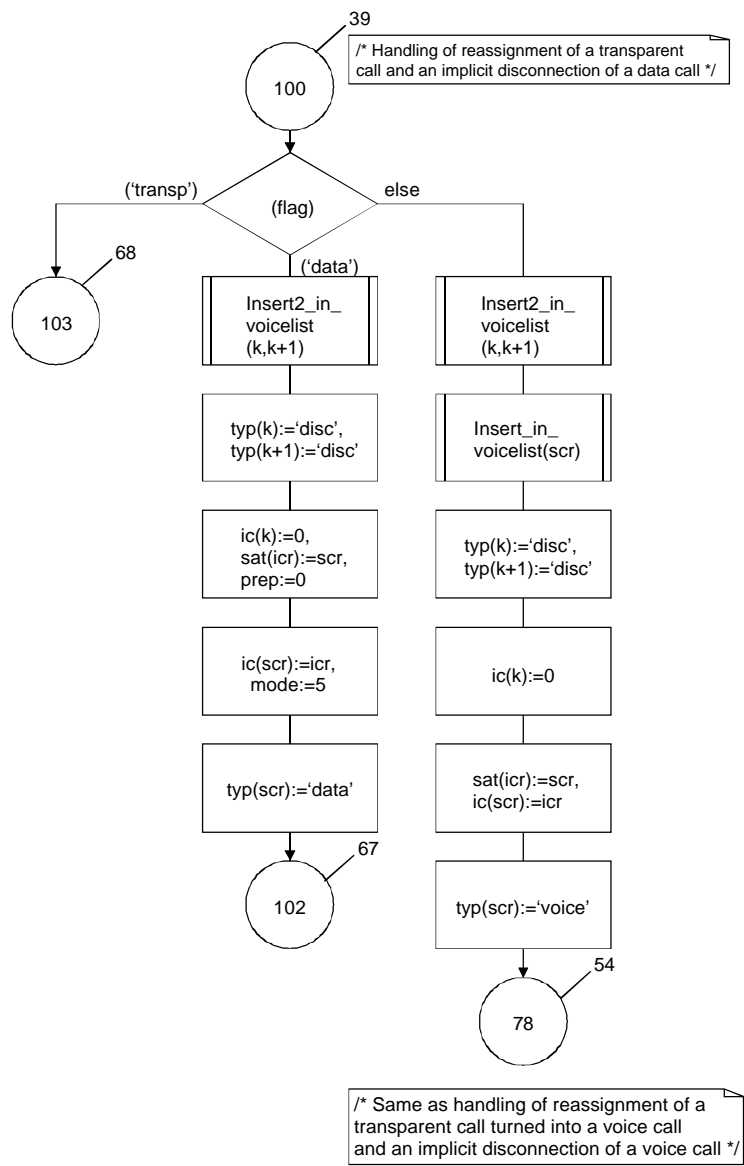 39
/* Handling of reassignment of a transparent
call and an implicit disconnection of a data call */
100
('transp')
(flag)
else
68
('data')
103
Insert2_in_
voicelist
(k,k+1)
Insert2_in_
voicelist
(k,k+1)
typ(k):=‘disc’,
typ(k+1):=‘disc’
Insert_in_
voicelist(scr)
ic(k):=0,
sat(icr):=scr,
prep:=0
typ(k):=‘disc’,
typ(k+1):=‘disc’
ic(scr):=icr,
mode:=5
ic(k):=0
typ(scr):=‘data’
sat(icr):=scr,
ic(scr):=icr
67
102
typ(scr):=‘voice’
54
78
/* Same as handling of reassignment of a
transparent call turned into a voice call
and an implicit disconnection of a voice call */